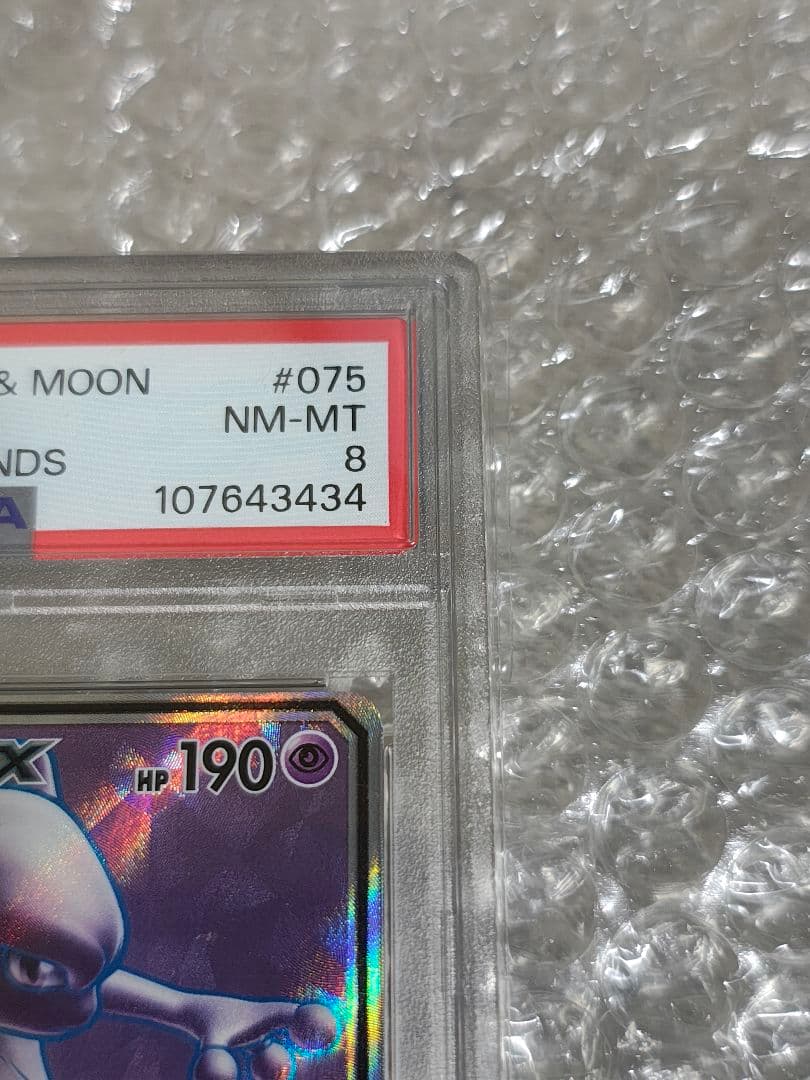 & MOON #075
NM-MT
NDS 8
A 107643434
X HP 190